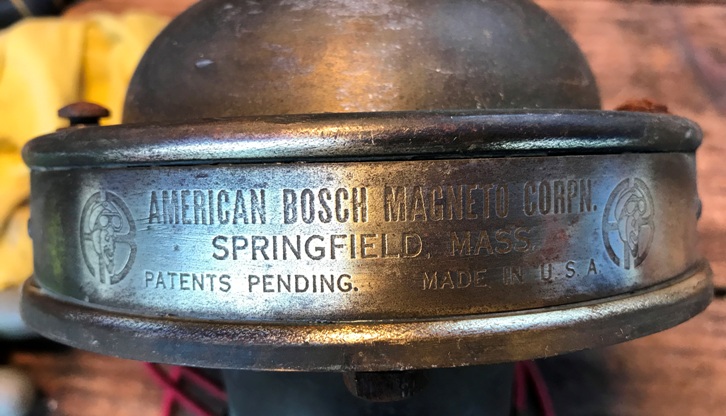 AMERICAN BOSCH MAGNETO CORPN.
SPRINGFIELD, MASS.
PATENTS PENDING. MADE IN U.S.A.